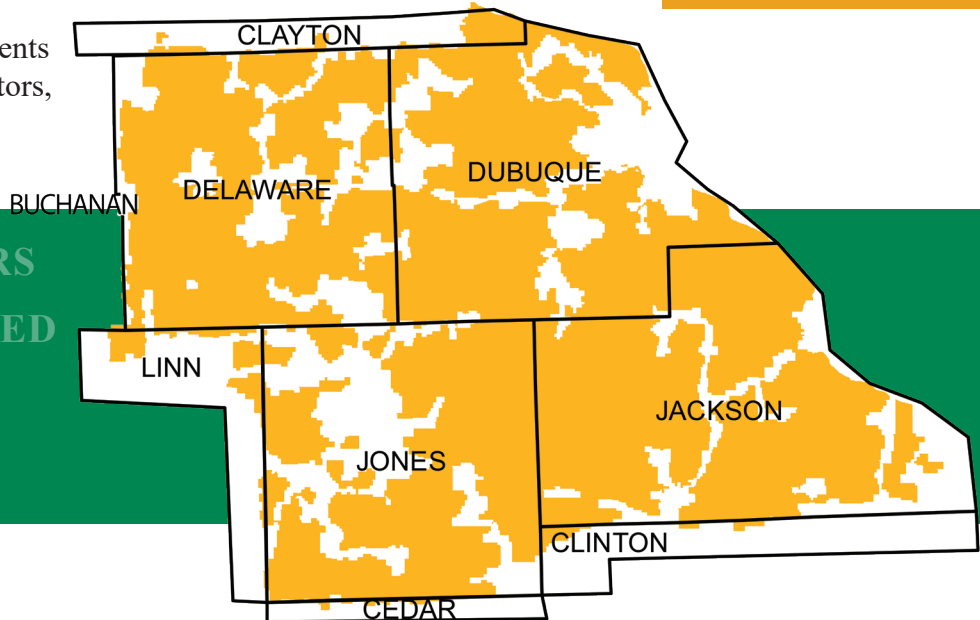 CLAYTON
ents
tors,
DUBUQUE
DELAWARE
BUCHANAN
RS
ED
LINN
JACKSON
JONES
CLINTON
CEDAR